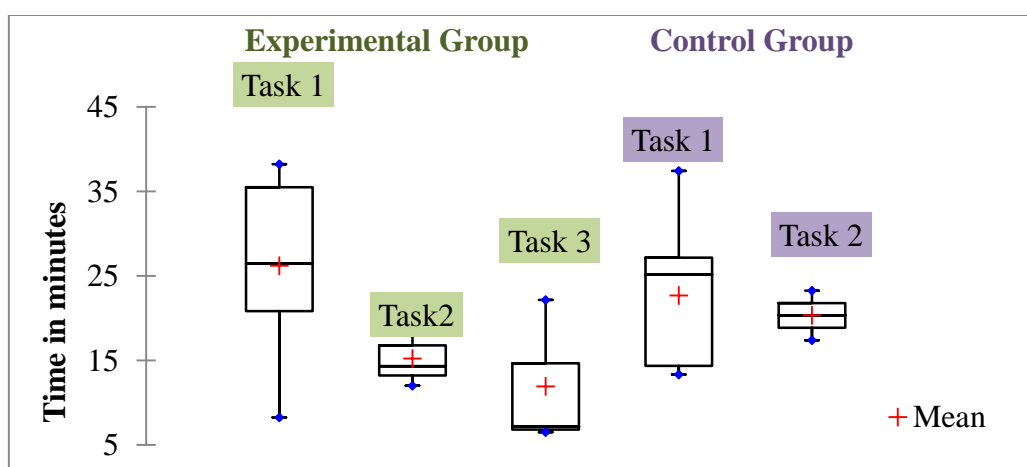 Experimental Group
Control Group
Task 1
Task 1
Task 2
Task 3
Task2
45
35
25
15
5
Time in minutes
Mean